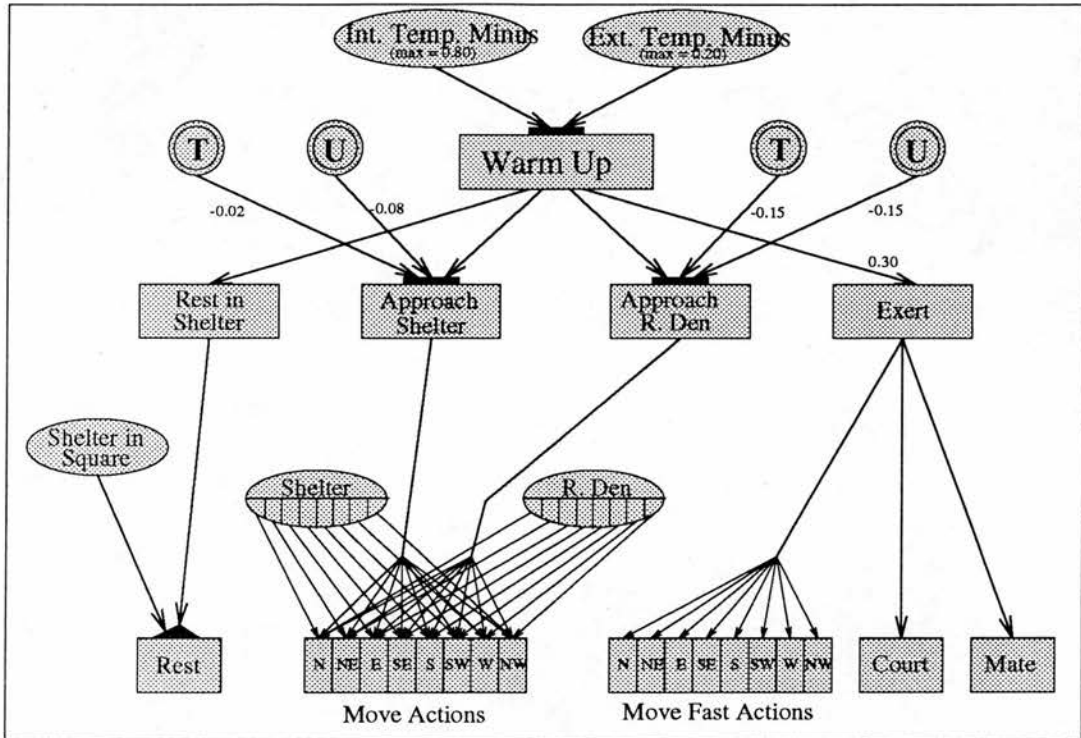 Int. Temp. Minus
(max = 0.80)
Ext. Temp. Minus
(max = 0.20)
T
U
Warm Up
T
U
-0.02
-0.08
-0.15
-0.15
0.30
Rest in
Shelter
Approach
Shelter
Approach
R. Den
Exert
Shelter in
Square
Shelter
R. Den
Rest
N NE E SE S SW W NW
N NE E SE S SW W NW
Court
Mate
Move Actions
Move Fast Actions